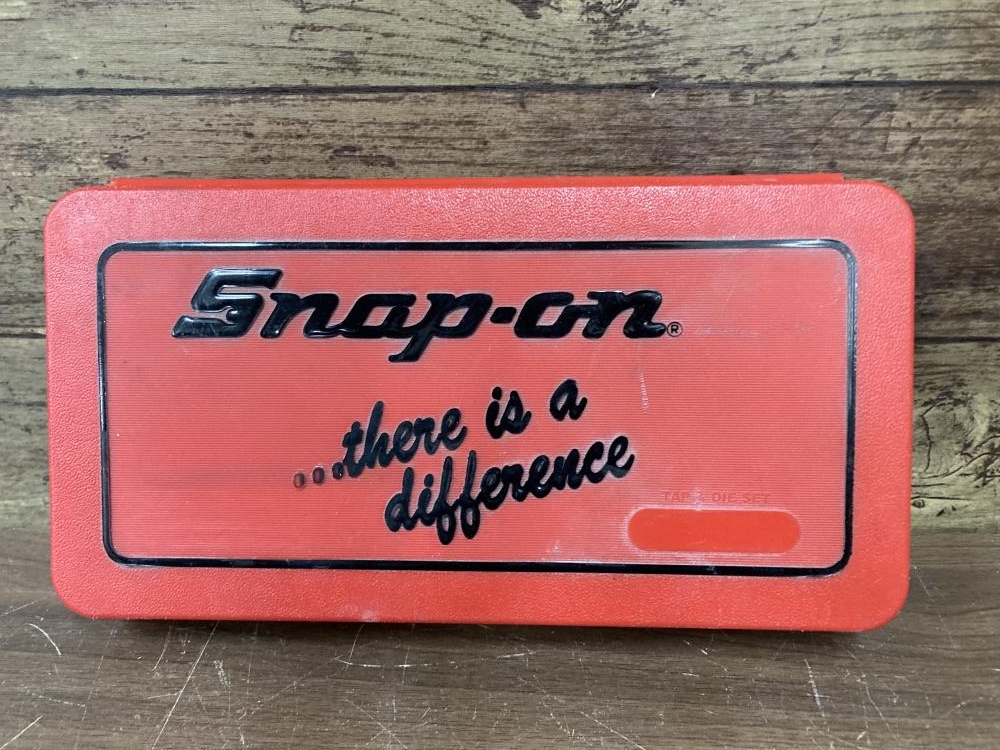 Snap-on®
...there is a
difference
TAP & DIE SET